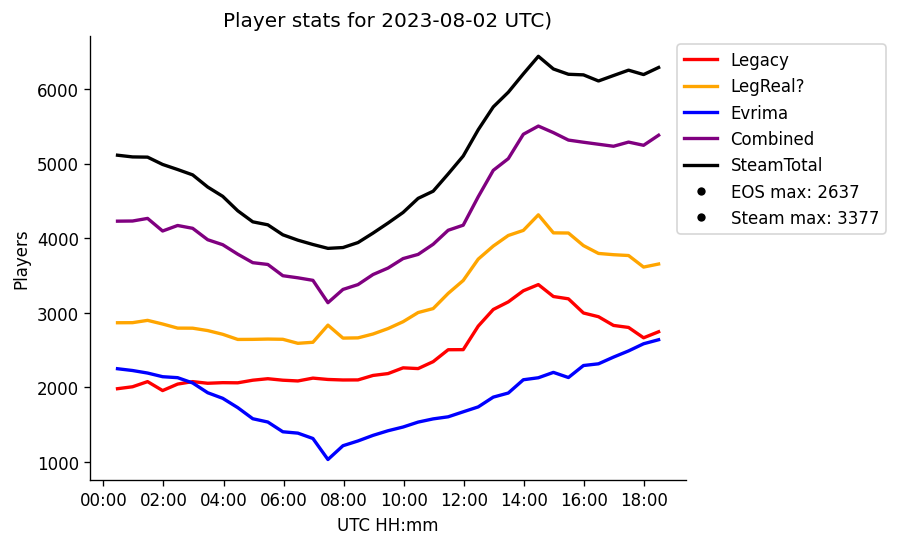 Player stats for 2023-08-02 UTC)
Legacy
LegReal?
Evrima
Combined
SteamTotal
EOS max: 2637
Steam max: 3377
Players
6000
5000
4000
3000
2000
1000
00:00 02:00 04:00 06:00 08:00 10:00 12:00 14:00 16:00 18:00
UTC HH:mm